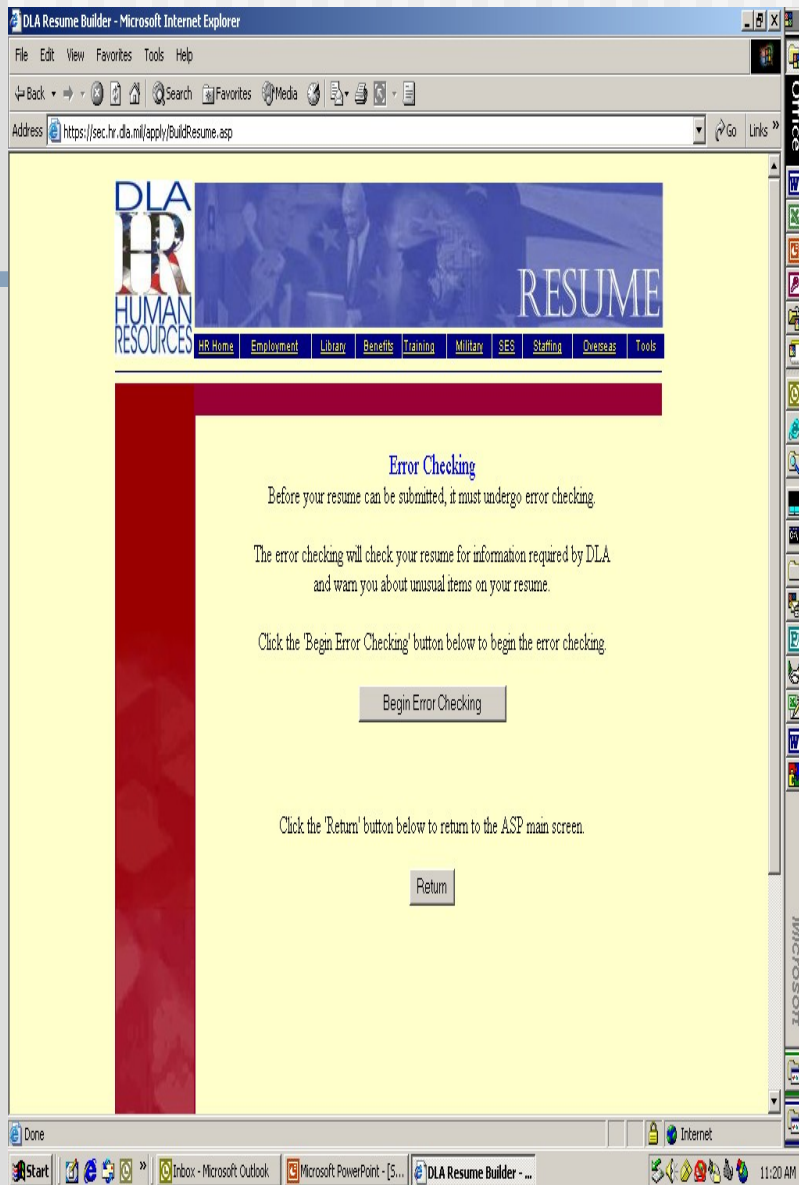 DLA Resume Builder - Microsoft Internet Explorer
File Edit View Favorites Tools Help
Back Search Favorites Media
Address https://sec.hr.dla.mil/apply/BuildResume.asp Go Links »
DLA
HR
HUMAN
RESOURCES
RESUME
HR Home Employment Library Benefits Training Military SES Staffing Overseas Tools
Error Checking
Before your resume can be submitted, it must undergo error checking.
The error checking will check your resume for information required by DLA
and warn you about unusual items on your resume.
Click the 'Begin Error Checking' button below to begin the error checking.
Begin Error Checking
Click the 'Return' button below to return to the ASP main screen.
Return
Office
Microsoft
Done Internet
Start » Inbox - Microsoft Outlook Microsoft PowerPoint - [S... DLA Resume Builder - ... 11:20 AM